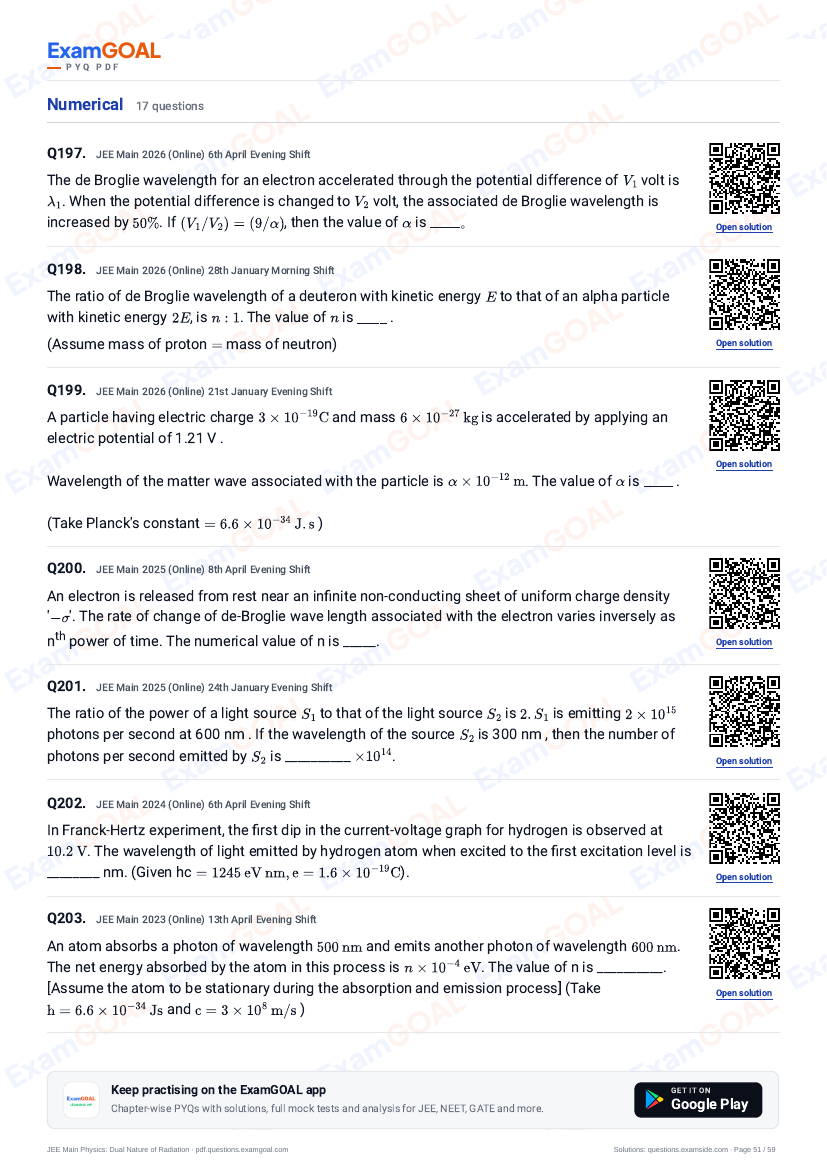 ExamGOAL
PYQ PDF
Numerical 17 questions
Q197. JEE Main 2026 (Online) 6th April Evening Shift
The de Broglie wavelength for an electron accelerated through the potential difference of V₁ volt is
λ₁. When the potential difference is changed to V₂ volt, the associated de Broglie wavelength is
increased by 50%. If (V₁/V₂) = (9/α), then the value of α is ____。
Open solution
Q198. JEE Main 2026 (Online) 28th January Morning Shift
The ratio of de Broglie wavelength of a deuteron with kinetic energy E to that of an alpha particle
with kinetic energy 2E, is n : 1. The value of n is ____ .
(Assume mass of proton = mass of neutron)
Open solution
Q199. JEE Main 2026 (Online) 21st January Evening Shift
A particle having electric charge 3 × 10⁻¹⁹C and mass 6 × 10⁻²⁷ kg is accelerated by applying an
electric potential of 1.21 V .
Open solution
Wavelength of the matter wave associated with the particle is α × 10⁻¹² m. The value of α is ____ .
(Take Planck's constant = 6.6 × 10⁻³⁴ J. s )
Q200. JEE Main 2025 (Online) 8th April Evening Shift
An electron is released from rest near an infinite non-conducting sheet of uniform charge density
'−σ'. The rate of change of de-Broglie wave length associated with the electron varies inversely as
nᵗʰ power of time. The numerical value of n is _____.
Open solution
Q201. JEE Main 2025 (Online) 24th January Evening Shift
The ratio of the power of a light source S₁ to that of the light source S₂ is 2. S₁ is emitting 2 × 10¹⁵
photons per second at 600 nm . If the wavelength of the source S₂ is 300 nm , then the number of
photons per second emitted by S₂ is _________ ×10¹⁴.
Open solution
Q202. JEE Main 2024 (Online) 6th April Evening Shift
In Franck-Hertz experiment, the first dip in the current-voltage graph for hydrogen is observed at
10.2 V. The wavelength of light emitted by hydrogen atom when excited to the first excitation level is
_______ nm. (Given hc = 1245 eV nm, e = 1.6 × 10⁻¹⁹C).
Open solution
Q203. JEE Main 2023 (Online) 13th April Evening Shift
An atom absorbs a photon of wavelength 500 nm and emits another photon of wavelength 600 nm.
The net energy absorbed by the atom in this process is n × 10⁻⁴ eV. The value of n is _________.
[Assume the atom to be stationary during the absorption and emission process] (Take
h = 6.6 × 10⁻³⁴ Js and c = 3 × 10⁸ m/s )
Open solution
ExamGOAL
Keep practising on the ExamGOAL app
Chapter-wise PYQs with solutions, full mock tests and analysis for JEE, NEET, GATE and more.
GET IT ON
Google Play
JEE Main Physics: Dual Nature of Radiation · pdf.questions.examgoal.com
Solutions: questions.examside.com · Page 51 / 59